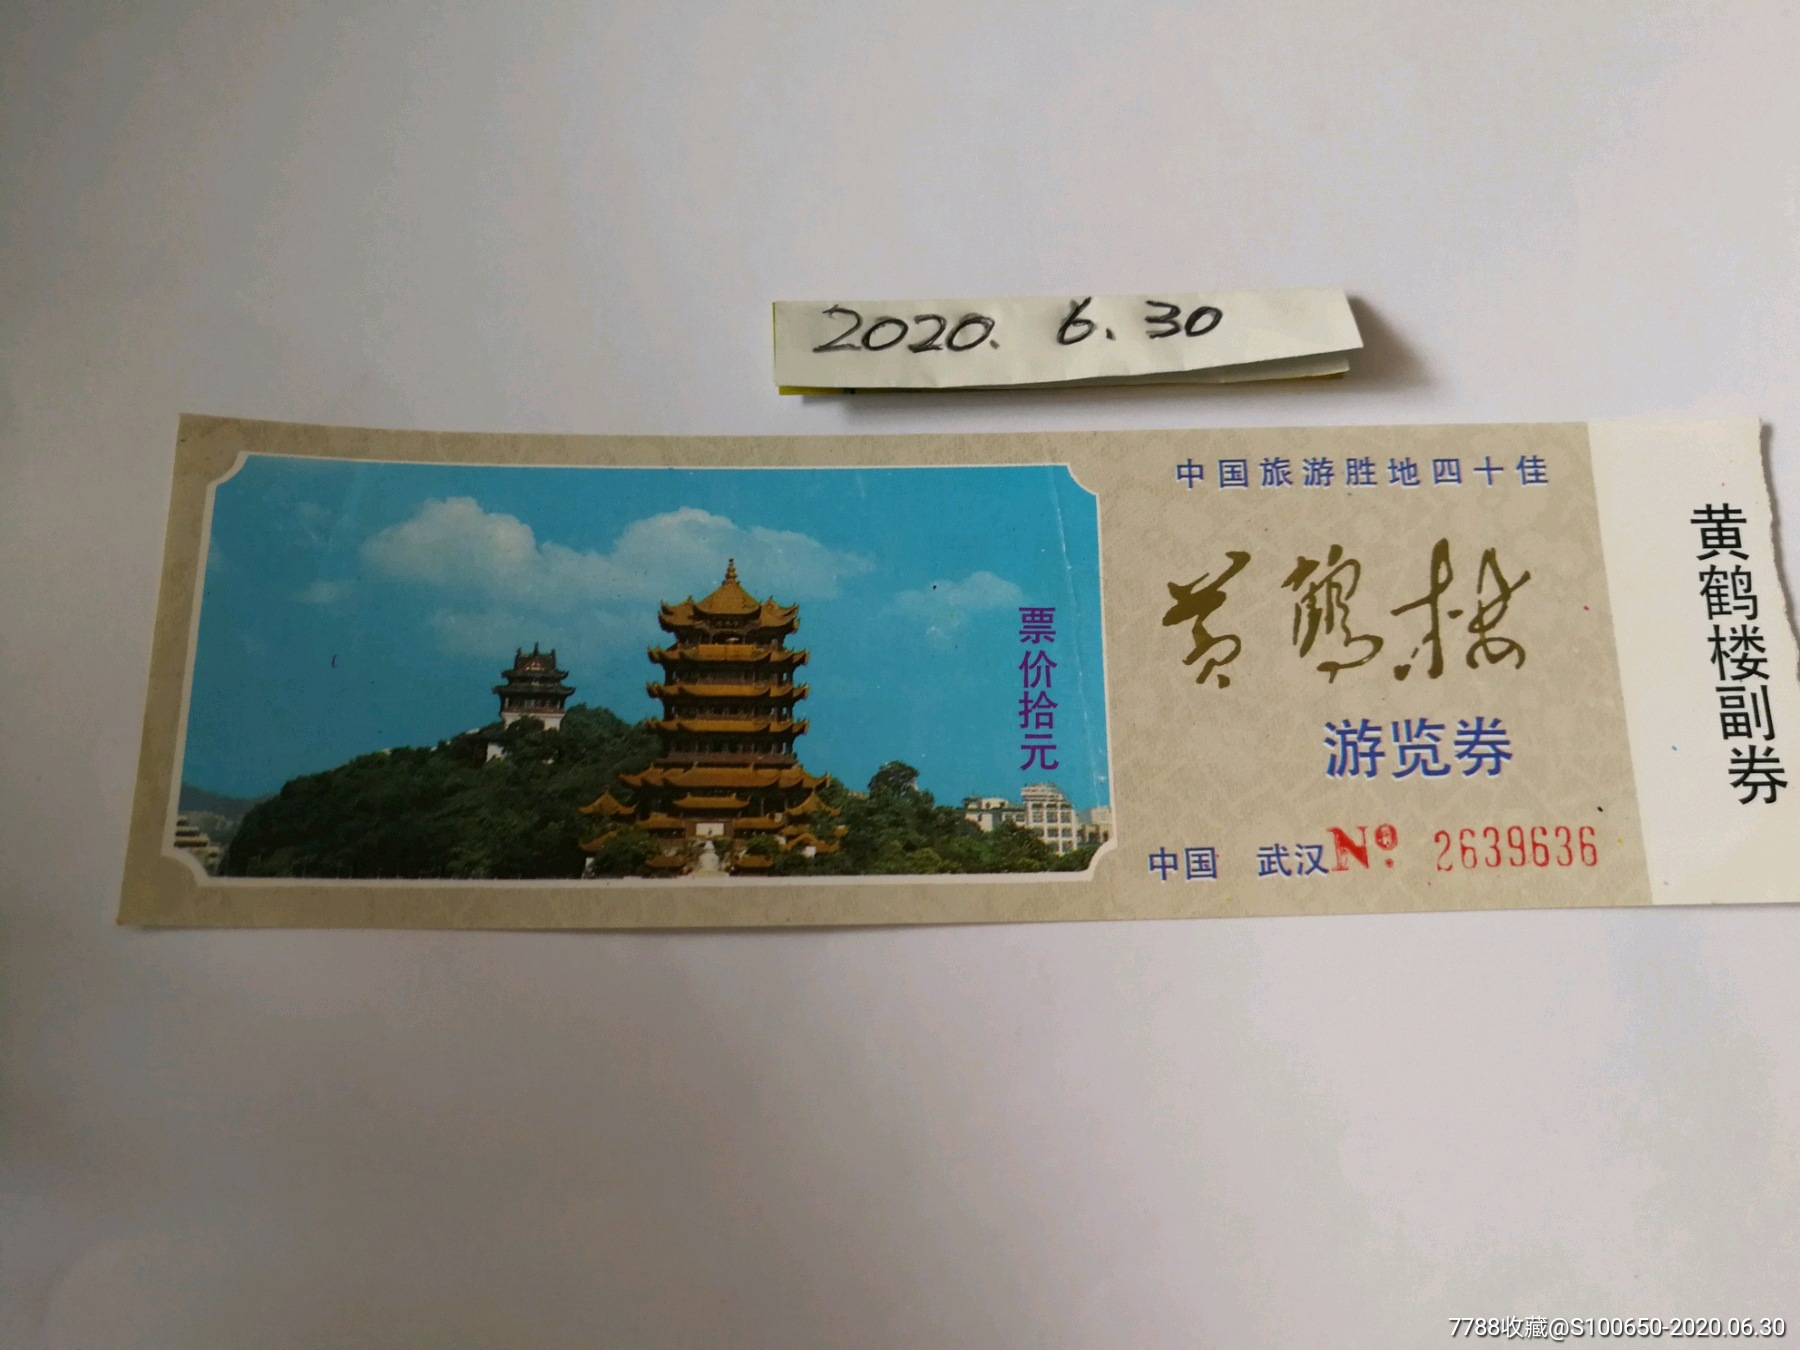 2020. 6. 30
中国旅游胜地四十佳
黄鹤楼
游览券
票价拾元
中国 武汉 Nº 2639636
黄鹤楼副券
7788收藏@S100650-2020.06.30